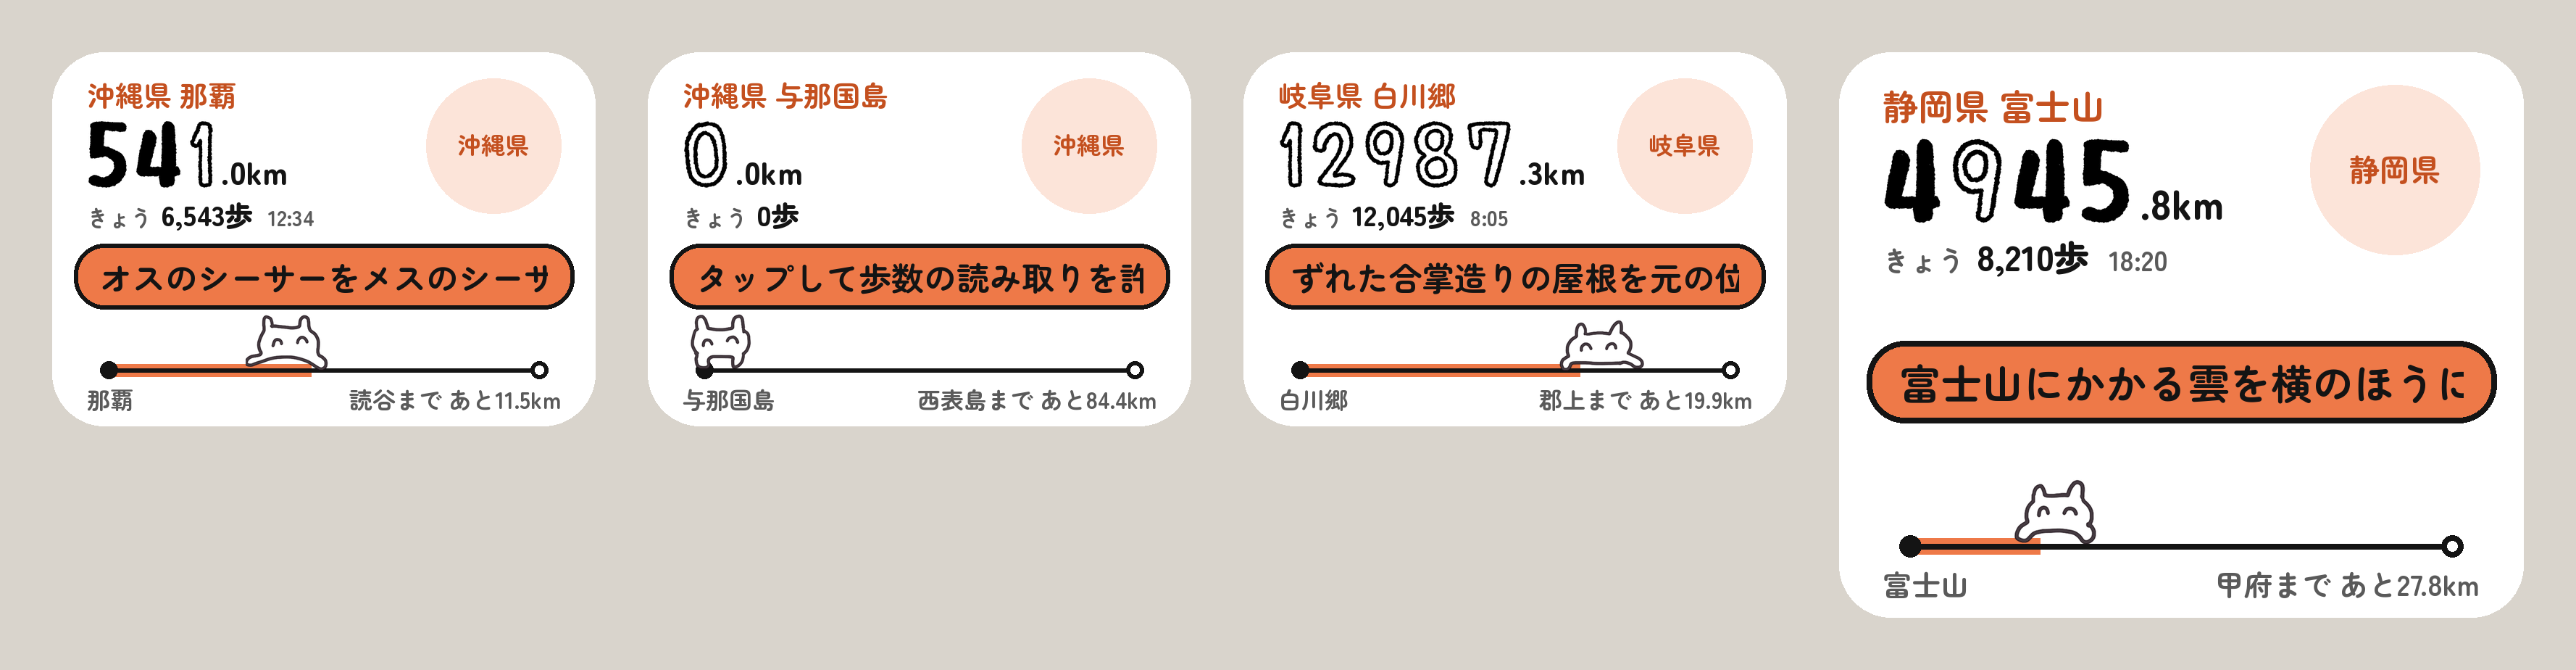 沖縄県 那覇
541.0km
きょう 6,543歩 12:34
沖縄県
オスのシーサーをメスのシーサ
那覇
読谷まで あと11.5km
沖縄県 与那国島
0.0km
きょう 0歩
沖縄県
タップして歩数の読み取りを許
与那国島
西表島まで あと84.4km
岐阜県 白川郷
12987.3km
きょう 12,045歩 8:05
岐阜県
ずれた合掌造りの屋根を元の位
白川郷
郡上まで あと19.9km
静岡県 富士山
4945.8km
きょう 8,210歩 18:20
静岡県
富士山にかかる雲を横のほうに
富士山
甲府まで あと27.8km